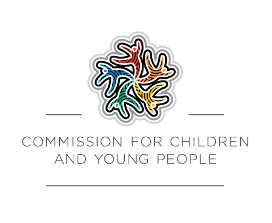 COMMISSION FOR CHILDREN
AND YOUNG PEOPLE